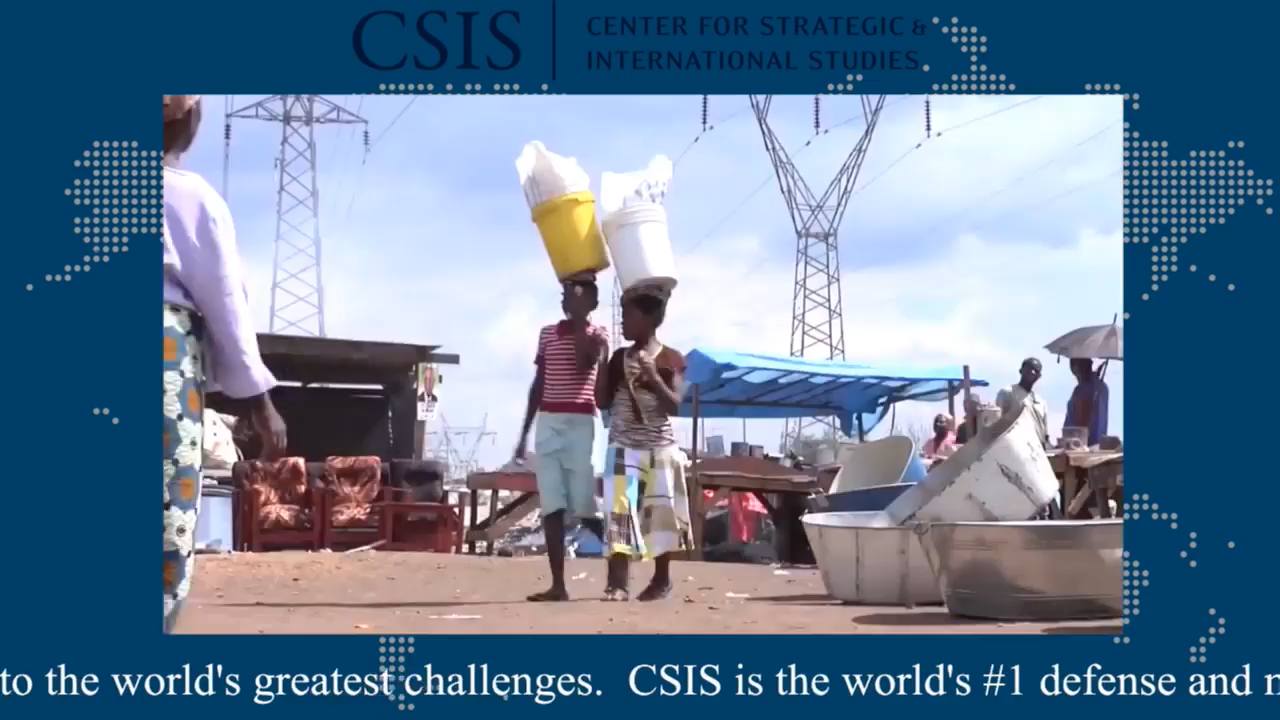 CSIS
CENTER FOR STRATEGIC &
INTERNATIONAL STUDIES
to the world's greatest challenges. CSIS is the world's #1 defense and